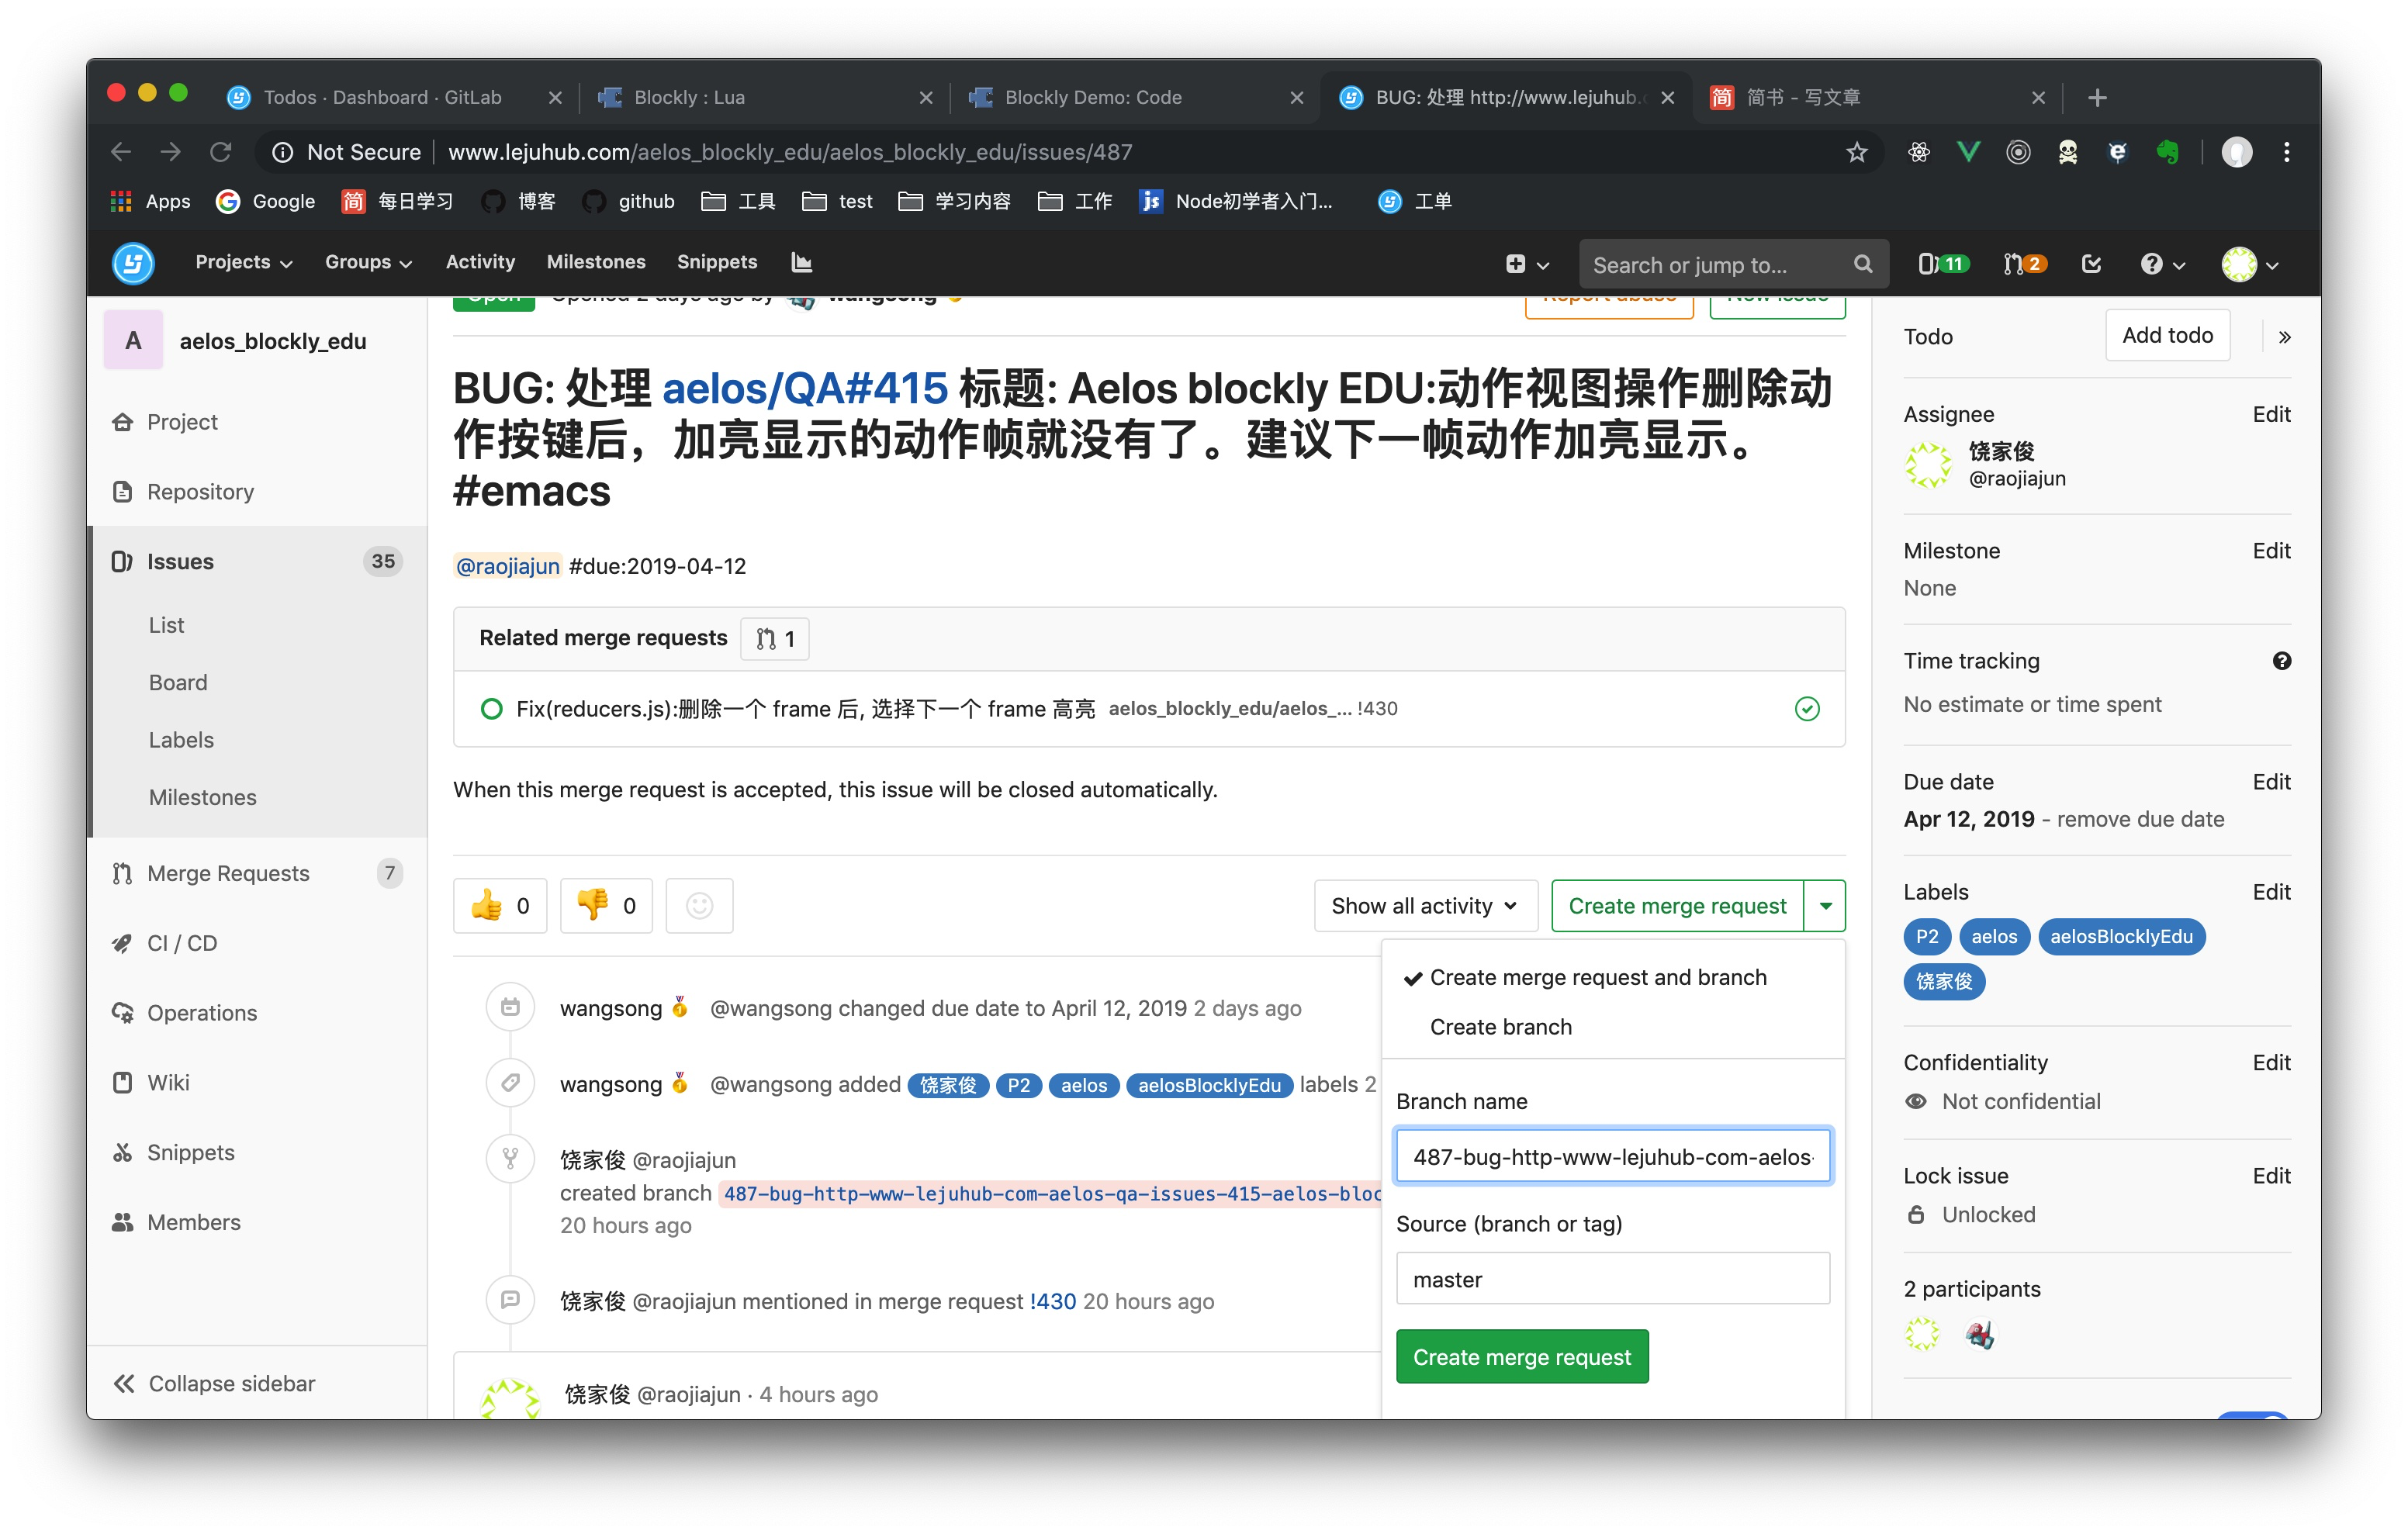 Todos · Dashboard · GitLab
Blockly : Lua
Blockly Demo: Code
BUG: 处理 http://www.lejuhub.
简书 - 写文章
Not Secure
www.lejuhub.com/aelos_blockly_edu/aelos_blockly_edu/issues/487
Apps
Google
简 每日学习
博客
github
工具
test
学习内容
工作
js Node初学者入门...
工单
Projects
Groups
Activity
Milestones
Snippets
Search or jump to...
11
2
A aelos_blockly_edu
Project
Repository
Issues 35
List
Board
Labels
Milestones
Merge Requests 7
CI / CD
Operations
Wiki
Snippets
Members
Collapse sidebar
Open Opened 2 days ago by wangsong
Report abuse
New issue
BUG: 处理 aelos/QA#415 标题: Aelos blockly EDU:动作视图操作删除动
作按键后，加亮显示的动作帧就没有了。建议下一帧动作加亮显示。
#emacs
@raojiajun #due:2019-04-12
Related merge requests 1
Fix(reducers.js):删除一个 frame 后, 选择下一个 frame 高亮 aelos_blockly_edu/aelos_... !430
When this merge request is accepted, this issue will be closed automatically.
0
0
Show all activity
Create merge request
Create merge request and branch
Create branch
Branch name
487-bug-http-www-lejuhub-com-aelos-
Source (branch or tag)
master
Create merge request
wangsong @wangsong changed due date to April 12, 2019 2 days ago
wangsong @wangsong added 饶家俊 P2 aelos aelosBlocklyEdu labels 2
饶家俊 @raojiajun
created branch 487-bug-http-www-lejuhub-com-aelos-qa-issues-415-aelos-bloc
20 hours ago
饶家俊 @raojiajun mentioned in merge request !430 20 hours ago
饶家俊 @raojiajun · 4 hours ago
Todo
Add todo
Assignee Edit
饶家俊
@raojiajun
Milestone Edit
None
Time tracking
No estimate or time spent
Due date Edit
Apr 12, 2019 - remove due date
Labels Edit
P2 aelos aelosBlocklyEdu
饶家俊
Confidentiality Edit
Not confidential
Lock issue Edit
Unlocked
2 participants